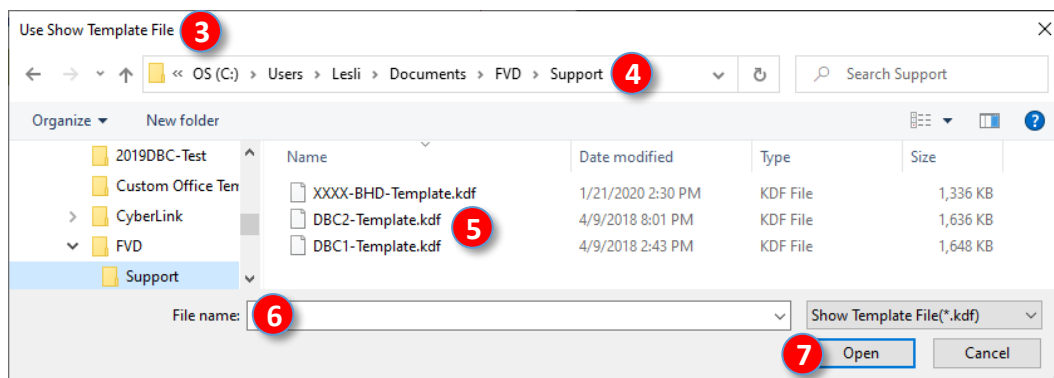 Use Show Template File 3
« OS (C:) > Users > Lesli > Documents > FVD > Support 4 Search Support
Organize New folder ?
Name Date modified Type Size
2019DBC-Test
Custom Office Tem
CyberLink
FVD
Support
XXXX-BHD-Template.kdf 1/21/2020 2:30 PM KDF File 1,336 KB
DBC2-Template.kdf 4/9/2018 8:01 PM KDF File 1,636 KB
5
DBC1-Template.kdf 4/9/2018 2:43 PM KDF File 1,648 KB
File name: 6 Show Template File(*.kdf)
7 Open Cancel